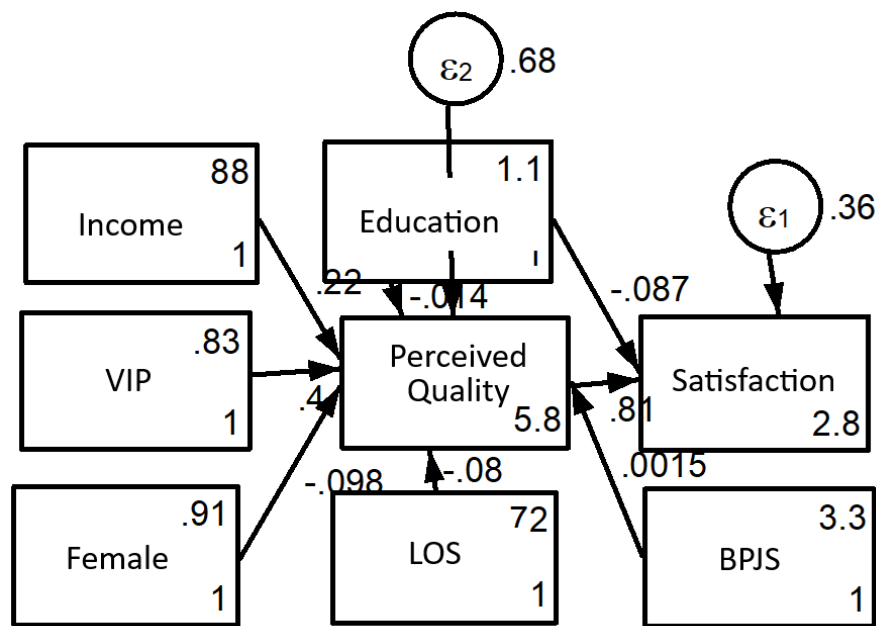 ε2 .68
88
Income
1
1.1
Education
ε1 .36
.22
-.014
-.087
.83
VIP
1
.4
Perceived
Quality
5.8
.81
Satisfaction
2.8
-.098
-.08
.0015
.91
Female
1
72
LOS
1
3.3
BPJS
1